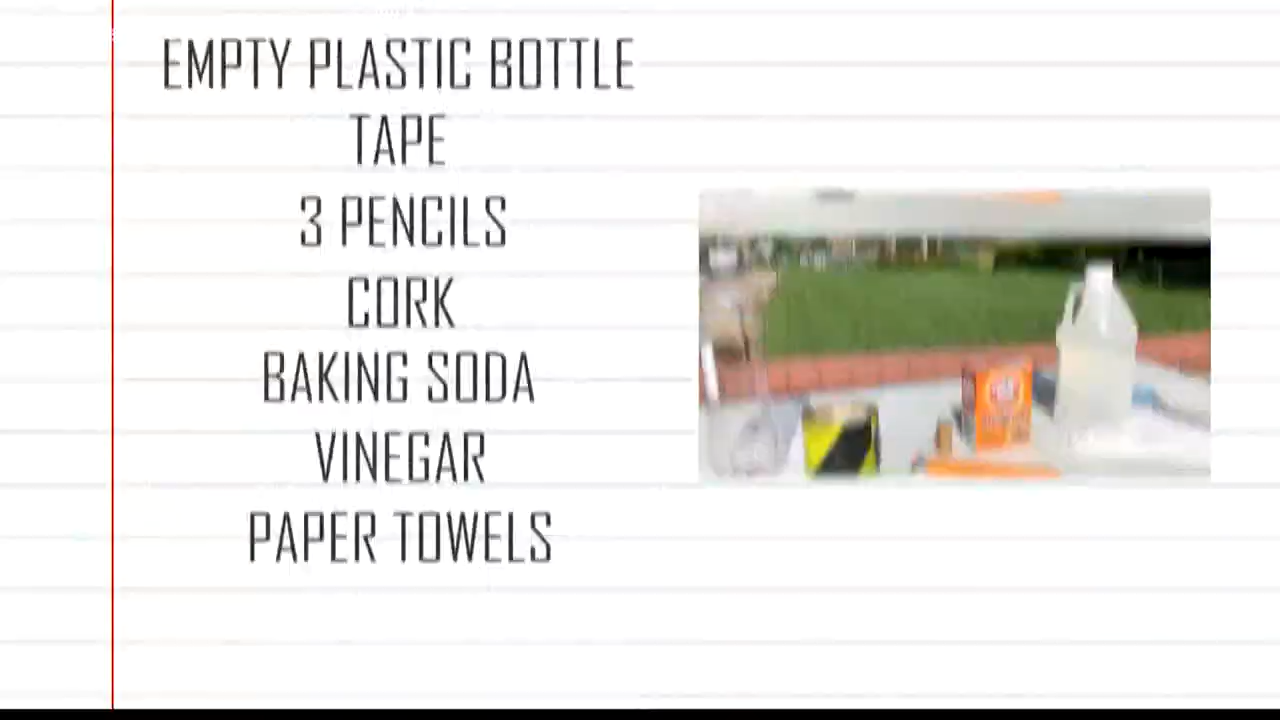 EMPTY PLASTIC BOTTLE
TAPE
3 PENCILS
CORK
BAKING SODA
VINEGAR
PAPER TOWELS